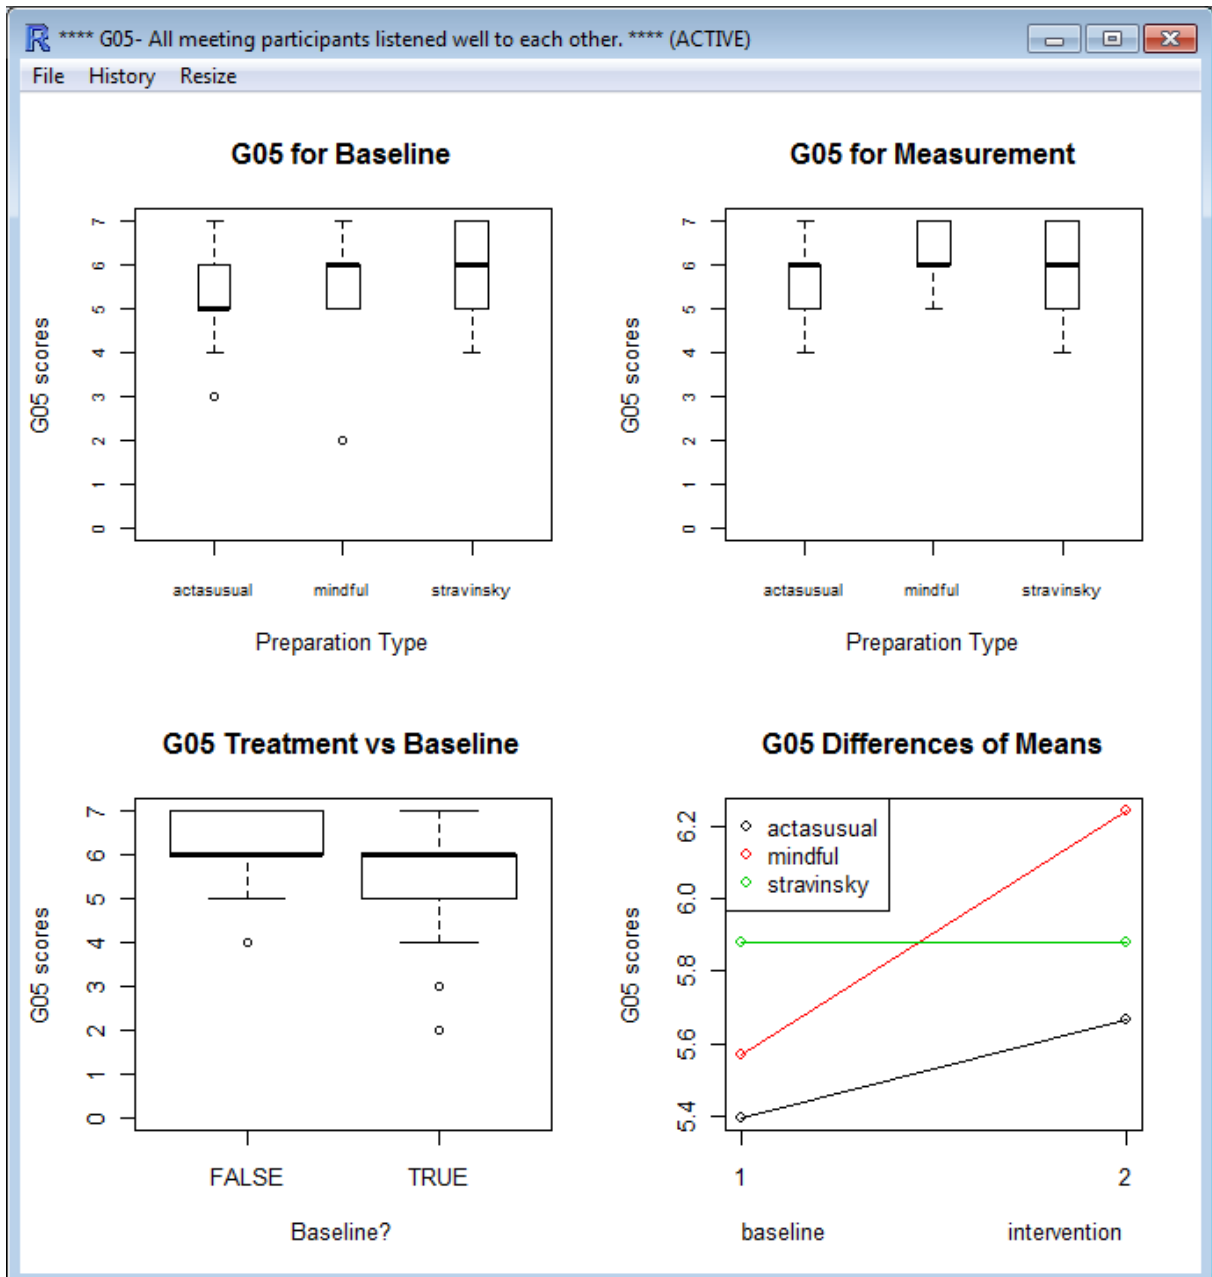 **** G05- All meeting participants listened well to each other. **** (ACTIVE)
File History Resize
G05 for Baseline
G05 scores
7
6
5
4
3
2
1
0
actasusual mindful stravinsky
Preparation Type
G05 for Measurement
G05 scores
7
6
5
4
3
2
1
0
actasusual mindful stravinsky
Preparation Type
G05 Treatment vs Baseline
G05 scores
7
6
5
4
3
2
1
0
FALSE TRUE
Baseline?
G05 Differences of Means
G05 scores
6.2
6.0
5.8
5.6
5.4
actasusual
mindful
stravinsky
1 2
baseline intervention